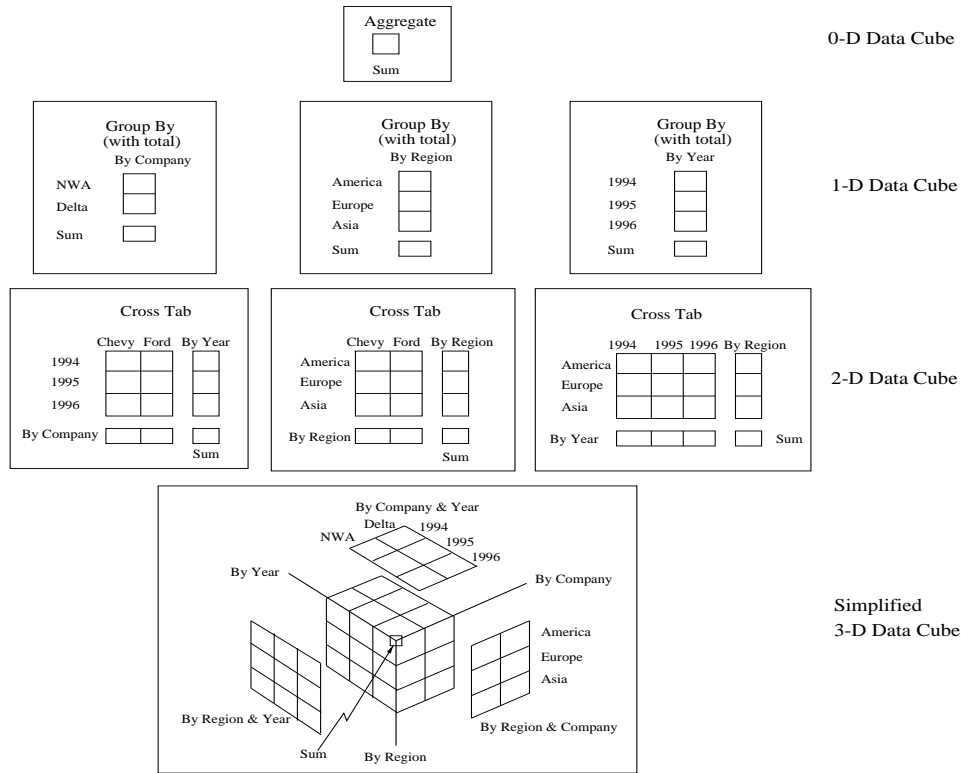 Aggregate
Sum
0-D Data Cube
Group By
(with total)
By Company
NWA
Delta
Sum
Group By
(with total)
By Region
America
Europe
Asia
Sum
Group By
(with total)
By Year
1994
1995
1996
Sum
1-D Data Cube
Cross Tab
Chevy Ford By Year
1994
1995
1996
By Company
Sum
Cross Tab
Chevy Ford By Region
America
Europe
Asia
By Region
Sum
Cross Tab
1994 1995 1996 By Region
America
Europe
Asia
By Year Sum
2-D Data Cube
By Company & Year
Delta 1994
NWA 1995
1996
By Year
By Company
America
Europe
Asia
By Region & Year
By Region & Company
Sum
By Region
Simplified
3-D Data Cube